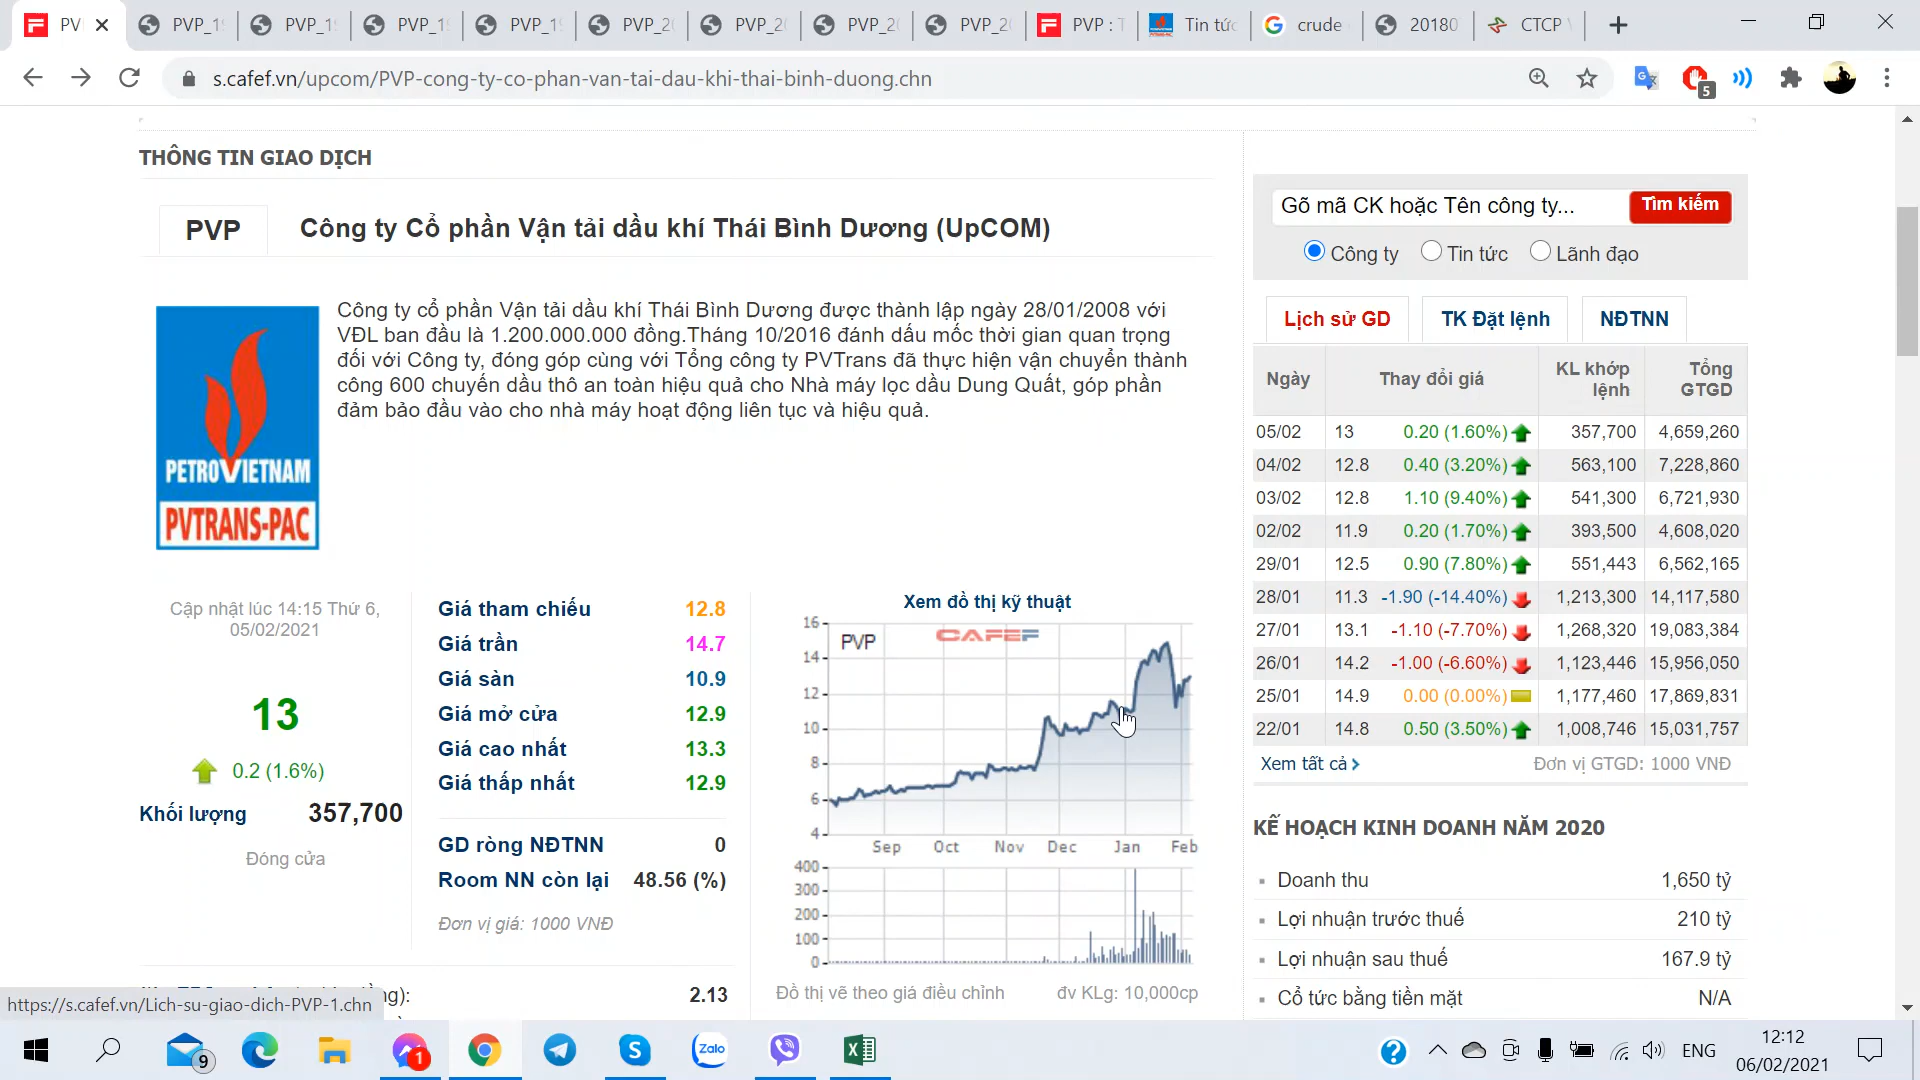 PV
PVP_19
PVP_19
PVP_19
PVP_19
PVP_20
PVP_20
PVP_20
PVP_20
PVP : T
Tin tức
crude
20180
CTCP
s.cafef.vn/upcom/PVP-cong-ty-co-phan-van-tai-dau-khi-thai-binh-duong.chn
5
THÔNG TIN GIAO DỊCH
PVP
Công ty Cổ phần Vận tải dầu khí Thái Bình Dương (UpCOM)
Công ty cổ phần Vận tải dầu khí Thái Bình Dương được thành lập ngày 28/01/2008 với
VĐL ban đầu là 1.200.000.000 đồng.Tháng 10/2016 đánh dấu mốc thời gian quan trọng
đối với Công ty, đóng góp cùng với Tổng công ty PVTrans đã thực hiện vận chuyển thành
công 600 chuyến dầu thô an toàn hiệu quả cho Nhà máy lọc dầu Dung Quất, góp phần
đảm bảo đầu vào cho nhà máy hoạt động liên tục và hiệu quả.
PETROVIETNAM
PVTRANS-PAC
Cập nhật lúc 14:15 Thứ 6,
05/02/2021
13
0.2 (1.6%)
Khối lượng 357,700
Đóng cửa
Giá tham chiếu 12.8
Giá trần 14.7
Giá sàn 10.9
Giá mở cửa 12.9
Giá cao nhất 13.3
Giá thấp nhất 12.9
GD ròng NĐTNN 0
Room NN còn lại 48.56 (%)
Đơn vị giá: 1000 VNĐ
2.13
Xem đồ thị kỹ thuật
PVP
CAFEF
16
14
12
10
8
6
4
Sep Oct Nov Dec Jan Feb
400
300
200
100
0
Đồ thị vẽ theo giá điều chỉnh đv KLg: 10,000cp
Gõ mã CK hoặc Tên công ty...
Tìm kiếm
Công ty Tin tức Lãnh đạo
Lịch sử GD TK Đặt lệnh NĐTNN
Ngày Thay đổi giá KL khớp lệnh Tổng GTGD
05/02 13 0.20 (1.60%) 357,700 4,659,260
04/02 12.8 0.40 (3.20%) 563,100 7,228,860
03/02 12.8 1.10 (9.40%) 541,300 6,721,930
02/02 11.9 0.20 (1.70%) 393,500 4,608,020
29/01 12.5 0.90 (7.80%) 551,443 6,562,165
28/01 11.3 -1.90 (-14.40%) 1,213,300 14,117,580
27/01 13.1 -1.10 (-7.70%) 1,268,320 19,083,384
26/01 14.2 -1.00 (-6.60%) 1,123,446 15,956,050
25/01 14.9 0.00 (0.00%) 1,177,460 17,869,831
22/01 14.8 0.50 (3.50%) 1,008,746 15,031,757
Xem tất cả Đơn vị GTGD: 1000 VNĐ
KẾ HOẠCH KINH DOANH NĂM 2020
Doanh thu 1,650 tỷ
Lợi nhuận trước thuế 210 tỷ
Lợi nhuận sau thuế 167.9 tỷ
Cổ tức bằng tiền mặt N/A
https://s.cafef.vn/Lich-su-giao-dich-PVP-1.chn
9
1
Zalo
ENG
12:12
06/02/2021